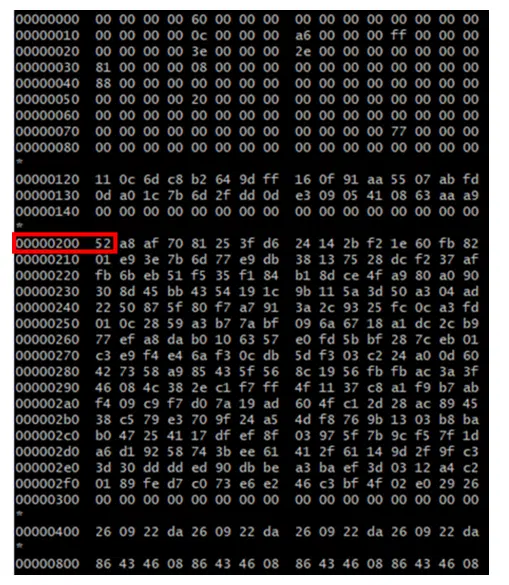 00000000 00 00 00 00 60 00 00 00 00 00 00 00 00 00 00 00
00000010 00 00 00 00 0c 00 00 00 a6 00 00 00 ff 00 00 00
00000020 00 00 00 00 3e 00 00 00 2e 00 00 00 00 00 00 00
00000030 81 00 00 00 08 00 00 00 00 00 00 00 00 00 00 00
00000040 88 00 00 00 00 00 00 00 00 00 00 00 00 00 00 00
00000050 00 00 00 00 20 00 00 00 00 00 00 00 00 00 00 00
00000060 00 00 00 00 00 00 00 00 00 00 00 00 00 00 00 00
00000070 00 00 00 00 00 00 00 00 00 00 00 00 77 00 00 00
00000080 00 00 00 00 00 00 00 00 00 00 00 00 00 00 00 00
*
00000120 11 0c 6d c8 b2 64 9d ff 16 0f 91 aa 55 07 ab fd
00000130 0d a0 1c 7b 6d 2f dd 0d e3 09 05 41 08 63 aa a9
00000140 00 00 00 00 00 00 00 00 00 00 00 00 00 00 00 00
*
00000200 52 a8 af 70 81 25 3f d6 24 14 2b f2 1e 60 fb 82
00000210 01 e9 3e 7b 6d 77 e9 db 38 13 75 28 dc f2 37 af
00000220 fb 6b eb 51 f5 35 f1 84 b1 8d ce 4f a9 80 a0 90
00000230 30 8d 45 bb 43 54 19 1c 9b 11 5a 3d 50 a3 04 ad
00000240 22 50 87 5f 80 f7 a7 91 3a 2c 93 25 fc 0c a3 fd
00000250 01 0c 28 59 a3 b7 7a bf 09 6a 67 18 a1 dc 2c b9
00000260 77 ef a8 da b0 10 63 57 e0 fd 5b bf 28 7c eb 01
00000270 c3 e9 f4 e4 6a f3 0c db 5d f3 03 c2 24 a0 0d 60
00000280 42 73 58 a9 85 43 5f 56 8c 19 56 fb fb ac 3a 3f
00000290 46 08 4c 38 2e c1 f7 ff 4f 11 37 c8 a1 f9 b7 ab
000002a0 f4 09 c9 f7 d0 7a 19 ad 60 4f c1 2d 28 ac 89 45
000002b0 38 c5 79 e3 70 9f 24 a5 4d f8 76 9b 13 03 b8 ba
000002c0 b0 47 25 41 17 df ef 8f 03 97 5f 7b 9c f5 7f 1d
000002d0 a6 d1 92 58 74 3b ee 61 41 2f 61 14 9d 2f 9f c3
000002e0 3d 30 dd dd ed 90 db be a3 ba ef 3d 03 12 a4 c2
000002f0 01 89 fe d7 c0 73 e6 e2 46 c3 bf 4f 02 e0 29 26
00000300 00 00 00 00 00 00 00 00 00 00 00 00 00 00 00 00
*
00000400 26 09 22 da 26 09 22 da 26 09 22 da 26 09 22 da
*
00000800 86 43 46 08 86 43 46 08 86 43 46 08 86 43 46 08